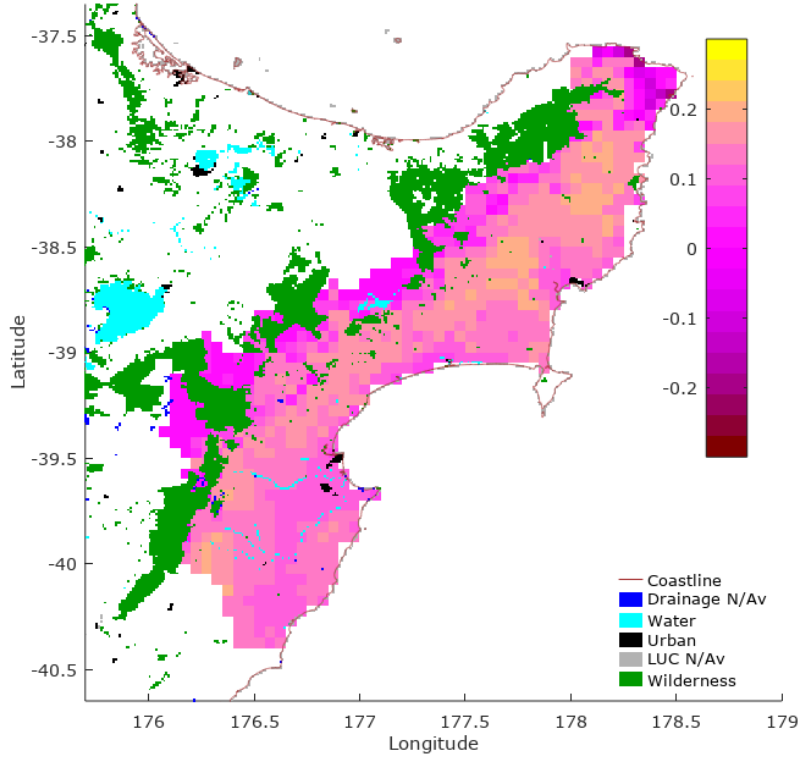 -37.5
-38
-38.5
-39
-39.5
-40
-40.5
Latitude
176
176.5
177
177.5
178
178.5
179
Longitude
0.2
0.1
0
-0.1
-0.2
Coastline
Drainage N/Av
Water
Urban
LUC N/Av
Wilderness